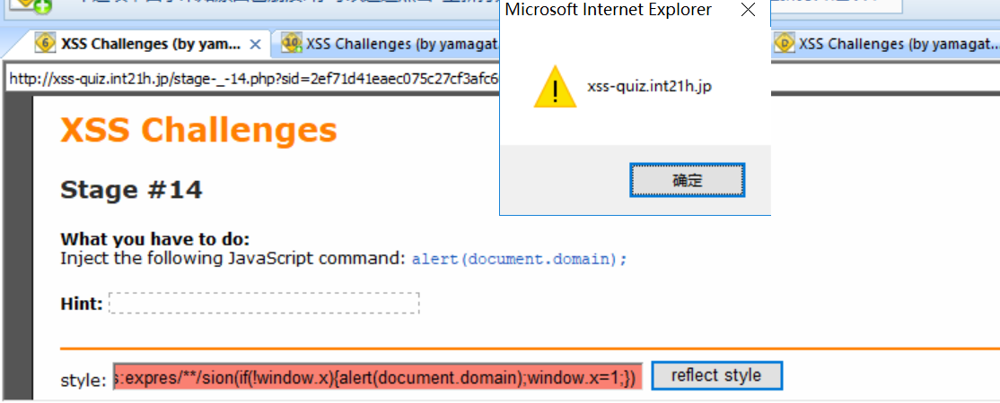 Microsoft Internet Explorer
XSS Challenges (by yam...
XSS Challenges (by yamagat
XSS Challenges (by yamagat...
http://xss-quiz.int21h.jp/stage-_-14.php?sid=2ef71d41eaec075c27cf3afc6
xss-quiz.int21h.jp
确定
XSS Challenges
Stage #14
What you have to do:
Inject the following JavaScript command: alert(document.domain);
Hint:
style: s:expres/**/sion(if(!window.x){alert(document.domain);window.x=1;}) reflect style